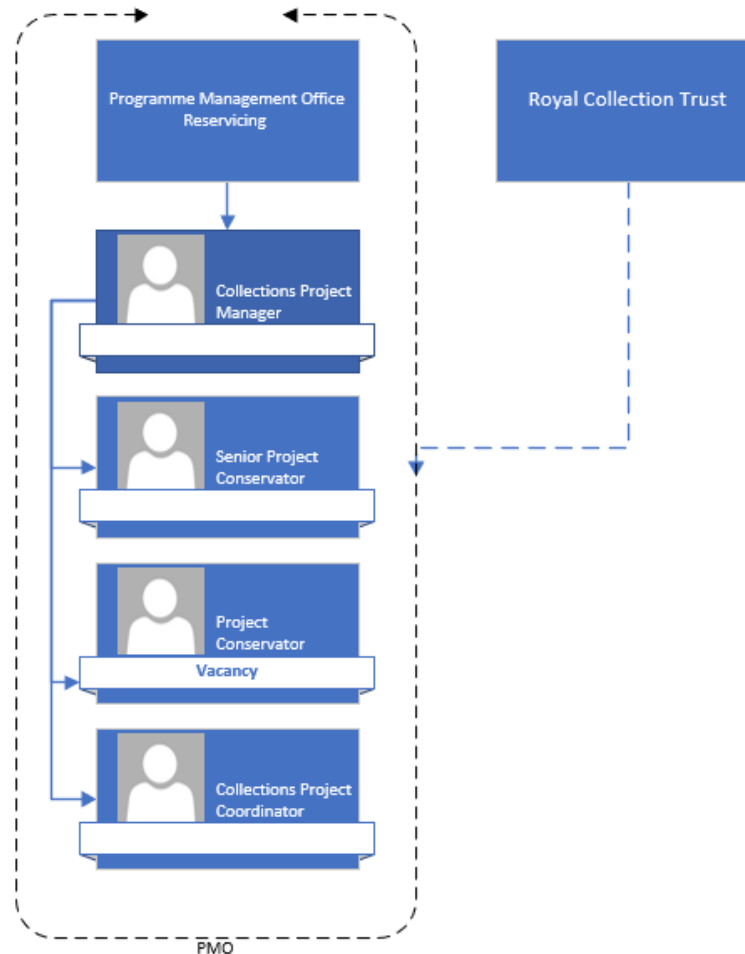 Programme Management Office
Reservicing
Royal Collection Trust
Collections Project
Manager
Senior Project
Conservator
Project
Conservator
Vacancy
Collections Project
Coordinator
PMO